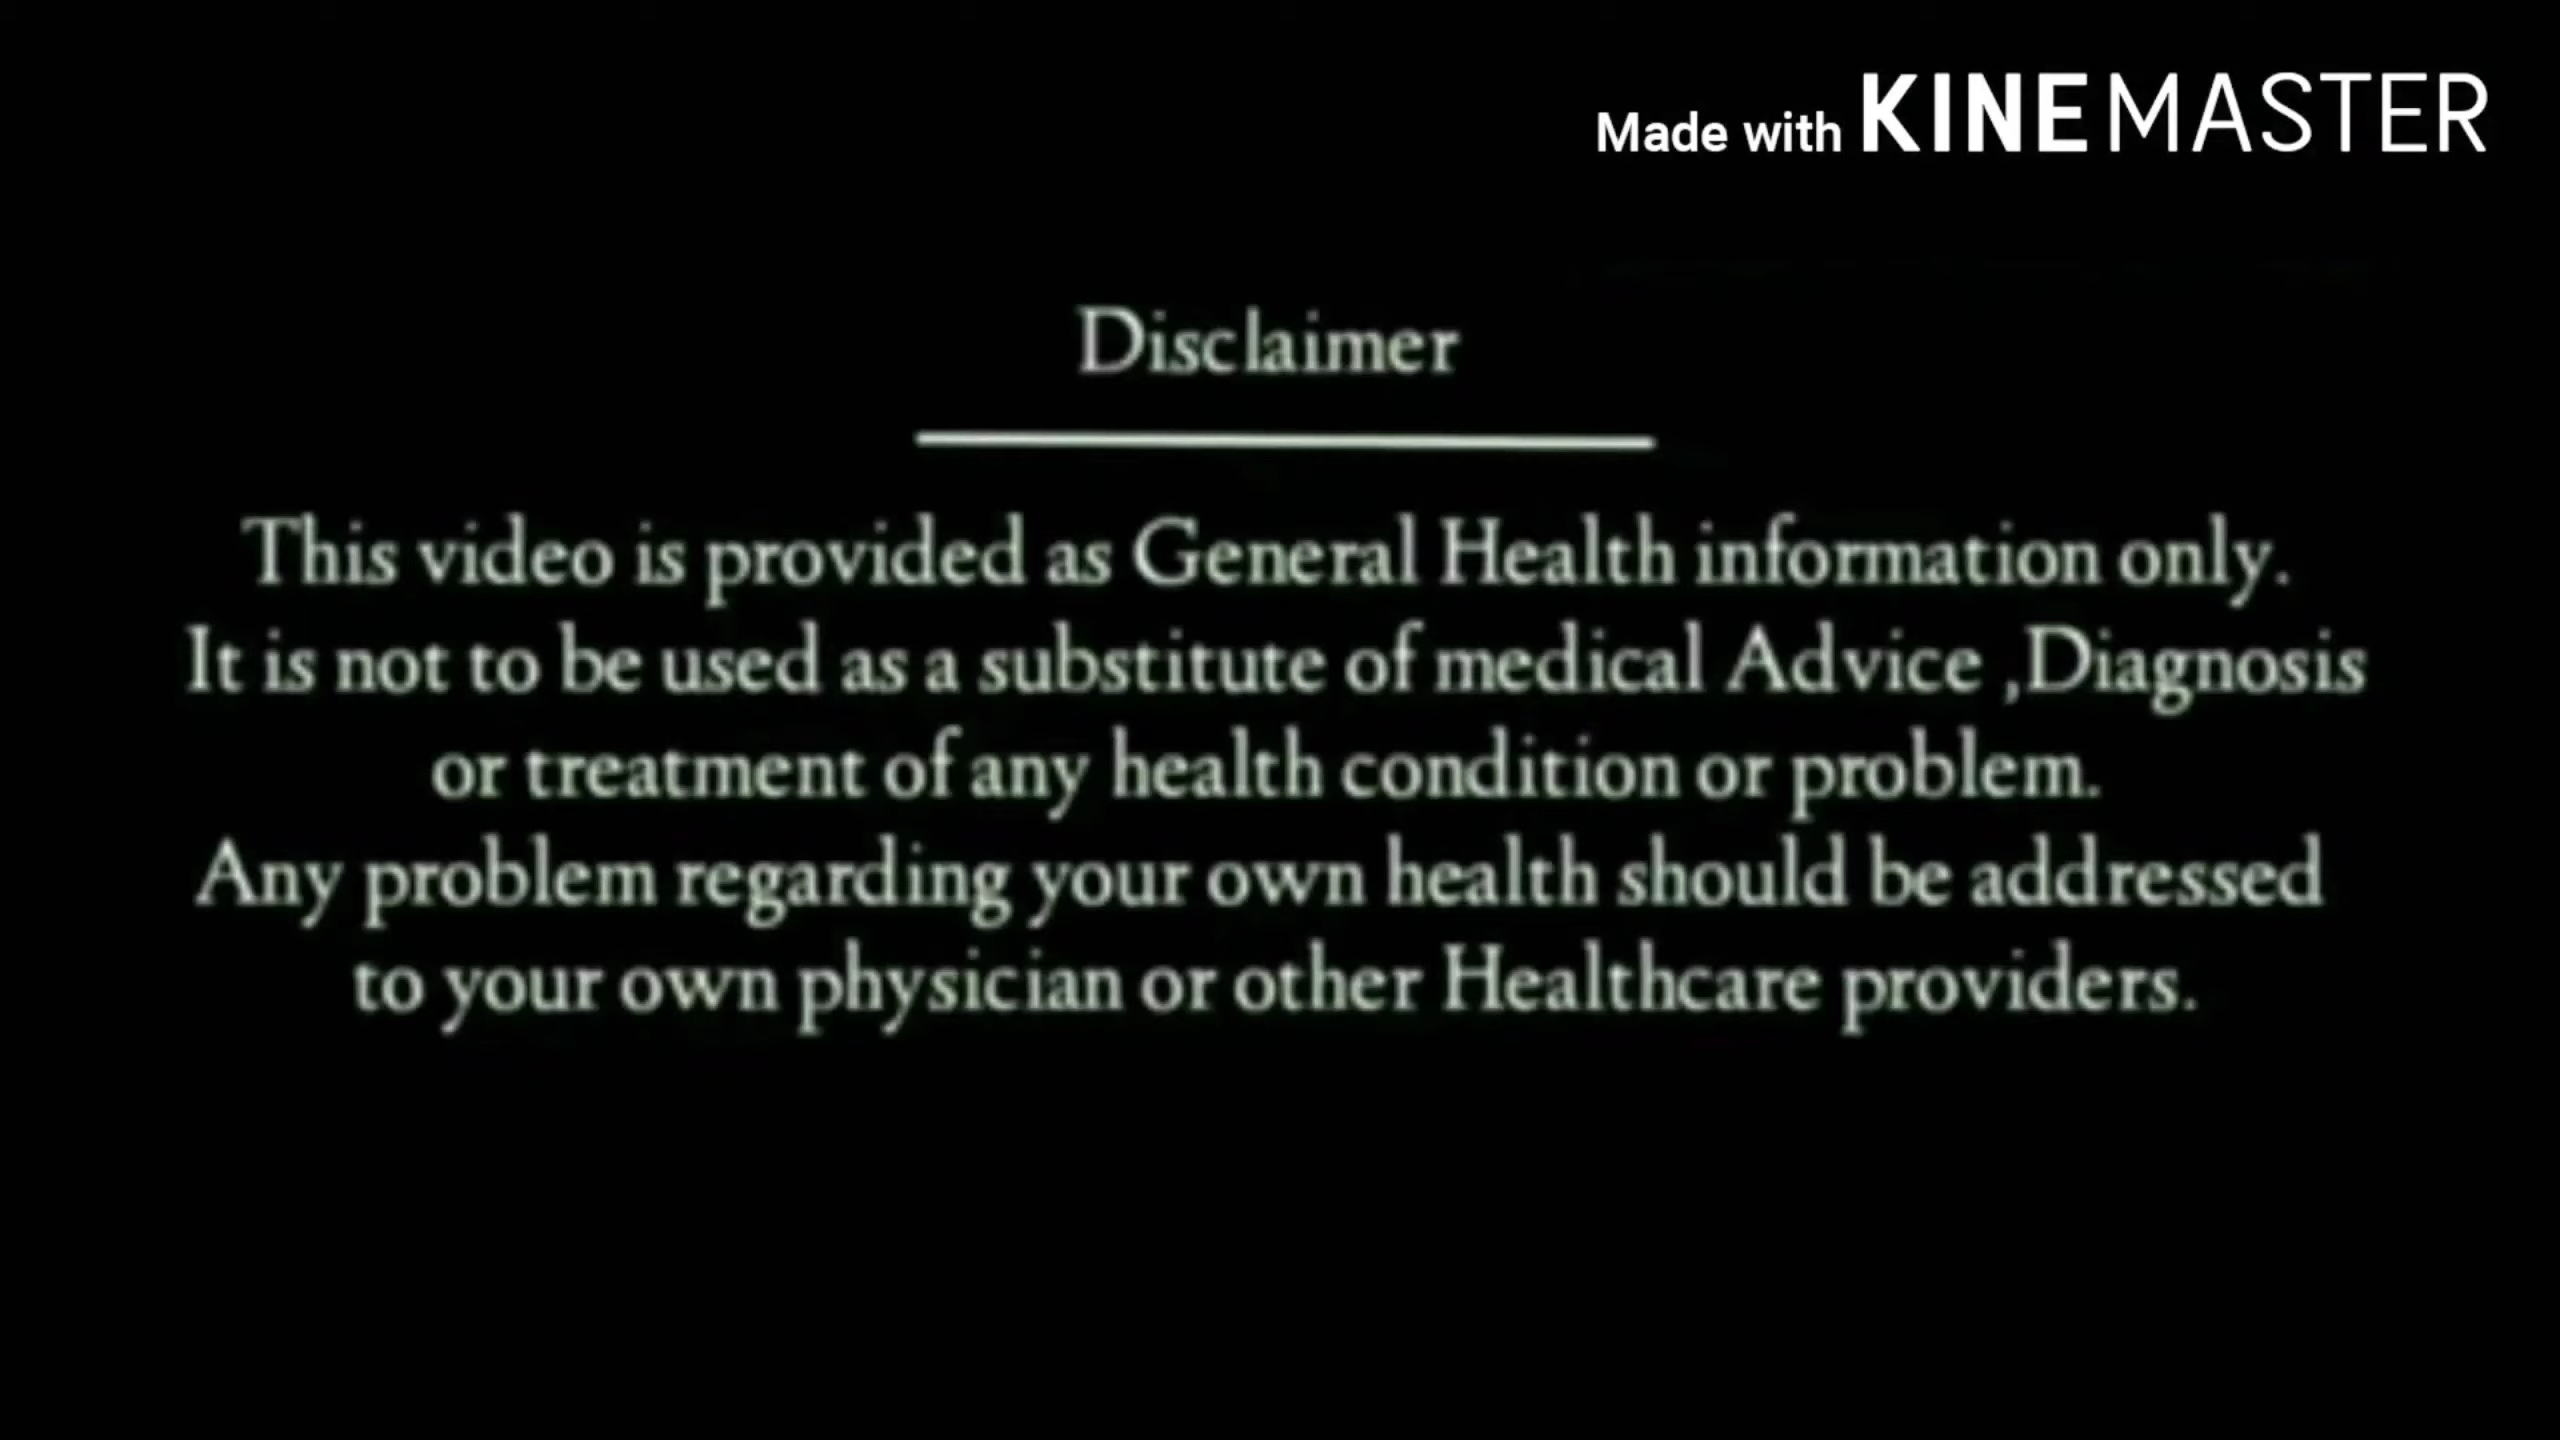 Made with KINEMASTER
Disclaimer
This video is provided as General Health information only.
It is not to be used as a substitute of medical Advice ,Diagnosis
or treatment of any health condition or problem.
Any problem regarding your own health should be addressed
to your own physician or other Healthcare providers.